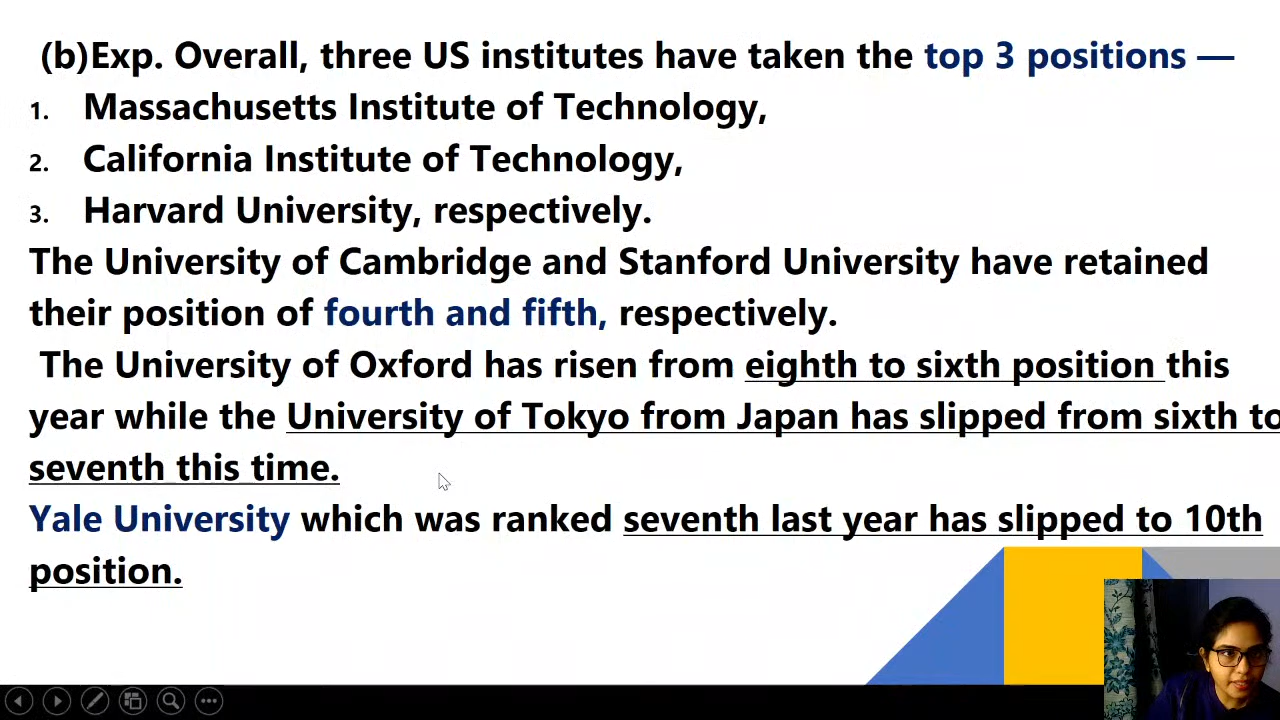 (b)Exp. Overall, three US institutes have taken the top 3 positions —
1. Massachusetts Institute of Technology,
2. California Institute of Technology,
3. Harvard University, respectively.
The University of Cambridge and Stanford University have retained
their position of fourth and fifth, respectively.
The University of Oxford has risen from eighth to sixth position this
year while the University of Tokyo from Japan has slipped from sixth to
seventh this time.
Yale University which was ranked seventh last year has slipped to 10th
position.